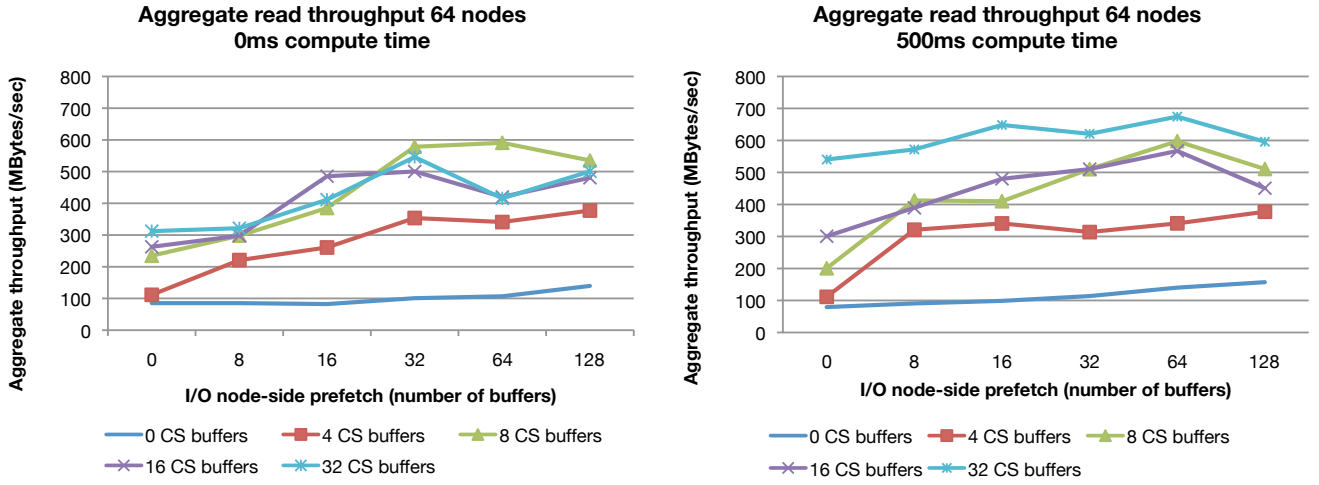 Aggregate read throughput 64 nodes
0ms compute time
Aggregate throughput (MBytes/sec)
800
700
600
500
400
300
200
100
0
0 8 16 32 64 128
I/O node-side prefetch (number of buffers)
0 CS buffers 4 CS buffers 8 CS buffers
16 CS buffers 32 CS buffers
Aggregate read throughput 64 nodes
500ms compute time
Aggregate throughput (MBytes/sec)
800
700
600
500
400
300
200
100
0
0 8 16 32 64 128
I/O node-side prefetch (number of buffers)
0 CS buffers 4 CS buffers 8 CS buffers
16 CS buffers 32 CS buffers